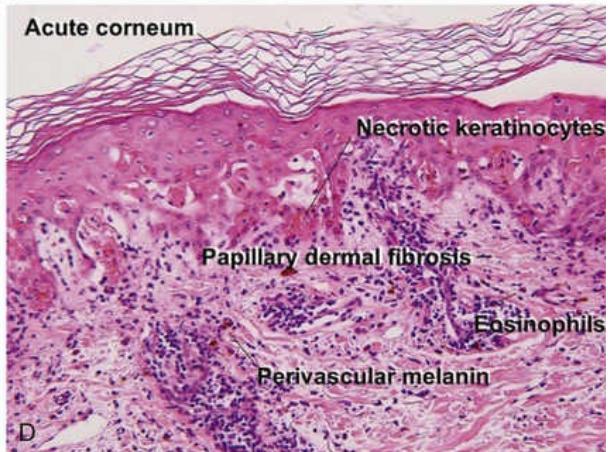 Acute corneum
Necrotic keratinocytes
Papillary dermal fibrosis
Eosinophils
Perivascular melanin
D